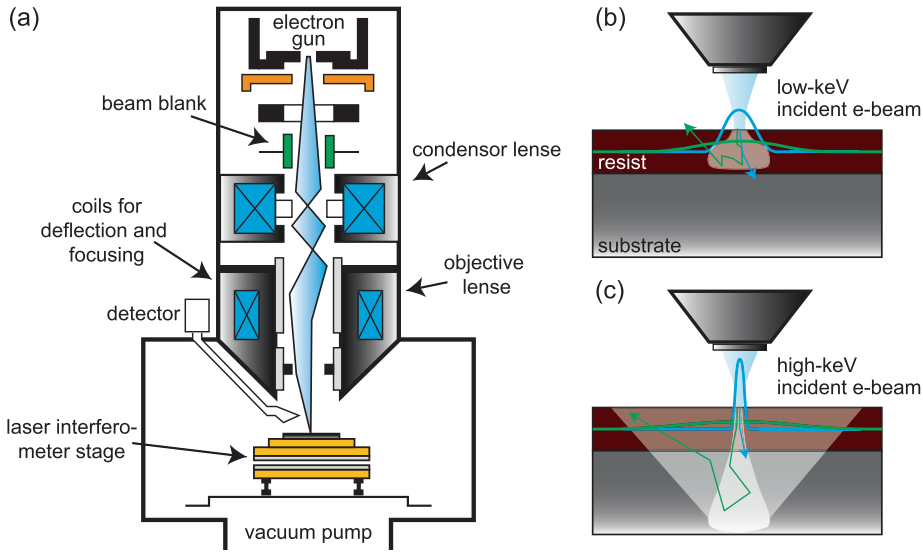 (a)
electron
gun
beam blank
condensor lense
coils for
deflection and
focusing
objective
lense
detector
laser interfero-
meter stage
vacuum pump
(b)
low-keV
incident e-beam
resist
substrate
(c)
high-keV
incident e-beam